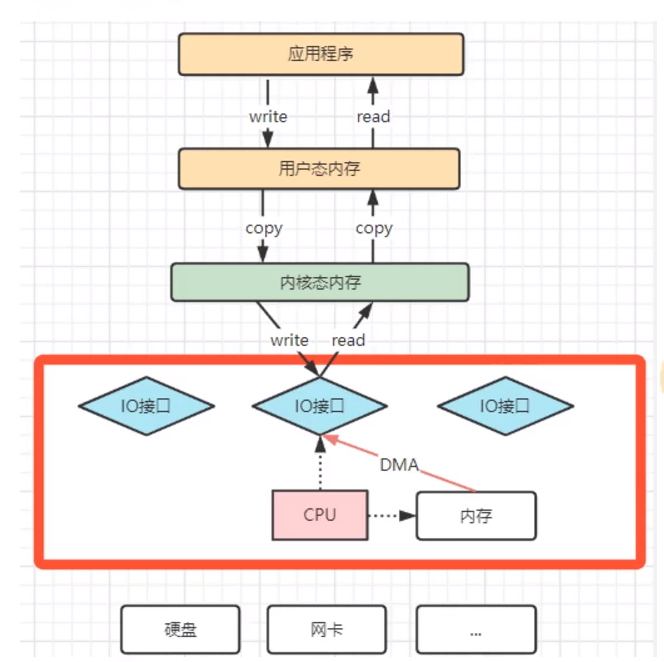 应用程序
write
read
用户态内存
copy
copy
内核态内存
write
read
IO接口
IO接口
IO接口
DMA
CPU
内存
硬盘
网卡
...